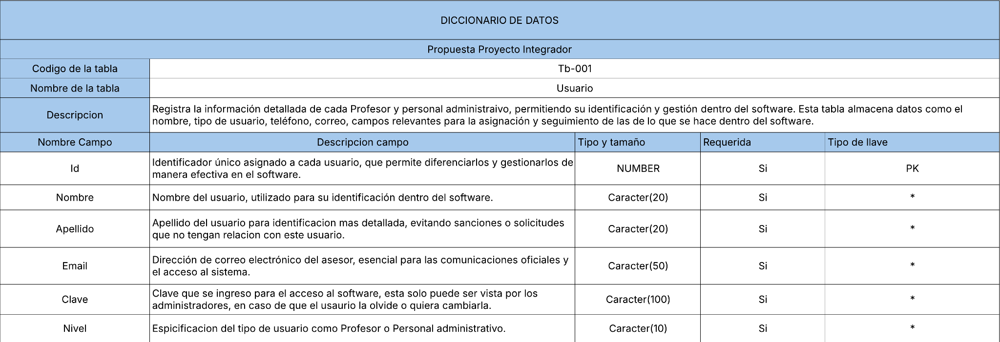 DICCIONARIO DE DATOS
Propuesta Proyecto Integrador
Codigo de la tabla
Tb-001
Nombre de la tabla
Usuario
Descripcion
Registra la información detallada de cada Profesor y personal administraivo, permitiendo su identificación y gestión dentro del software. Esta tabla almacena datos como el
nombre, tipo de usuario, teléfono, correo, campos relevantes para la asignación y seguimiento de las de lo que se hace dentro del software.
Nombre Campo
Descripcion campo
Tipo y tamaño
Requerida
Tipo de llave
Id
Identificador único asignado a cada usuario, que permite diferenciarlos y gestionarlos de
manera efectiva en el software.
NUMBER
Si
PK
Nombre
Nombre del usuario, utilizado para su identificación dentro del software.
Caracter(20)
Si
*
Apellido
Apellido del usuario para identificacion mas detallada, evitando sanciones o solicitudes
que no tengan relacion con este usuario.
Caracter(20)
Si
*
Email
Dirección de correo electrónico del asesor, esencial para las comunicaciones oficiales y
el acceso al sistema.
Caracter(50)
Si
*
Clave
Clave que se ingreso para el acceso al software, esta solo puede ser vista por los
administradores, en caso de que el usaurio la olvide o quiera cambiarla.
Caracter(100)
Si
*
Nivel
Espicificacion del tipo de usuario como Profesor o Personal administrativo.
Caracter(10)
Si
*